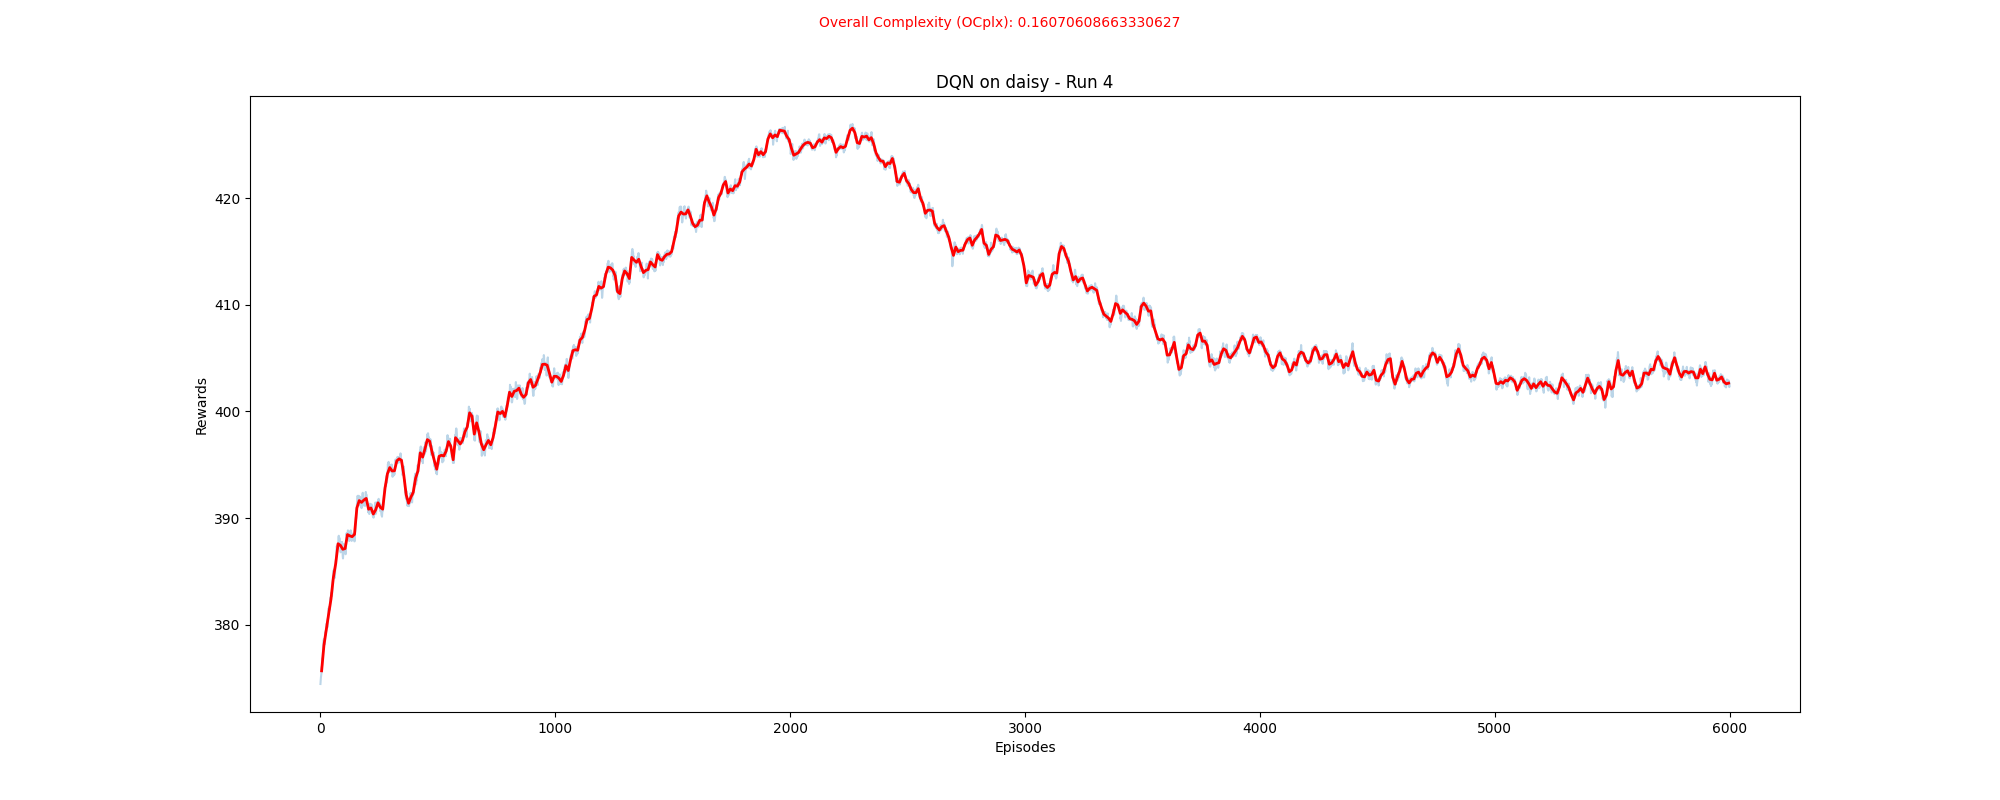 Overall Complexity (OCplx): 0.16070608663330627
DQN on daisy - Run 4
Rewards
420
410
400
390
380
0 1000 2000 3000 4000 5000 6000
Episodes